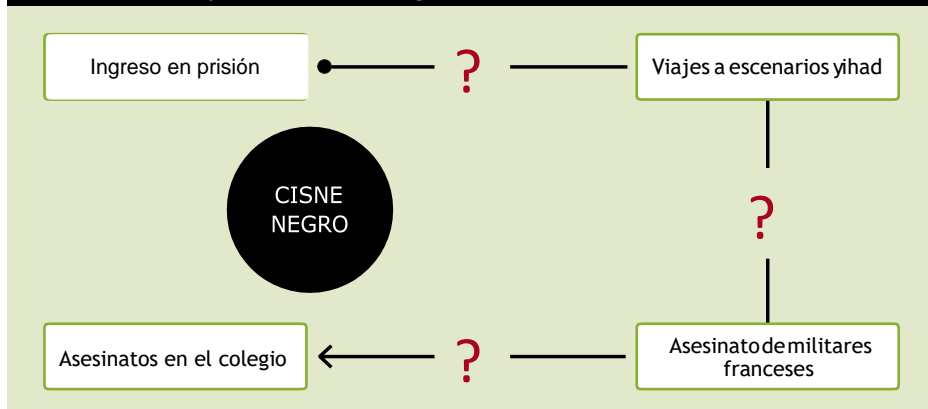 Ingreso en prisión
?
Viajes a escenarios yihad
CISNE
NEGRO
?
Asesinatos en el colegio
?
Asesinato de militares
franceses